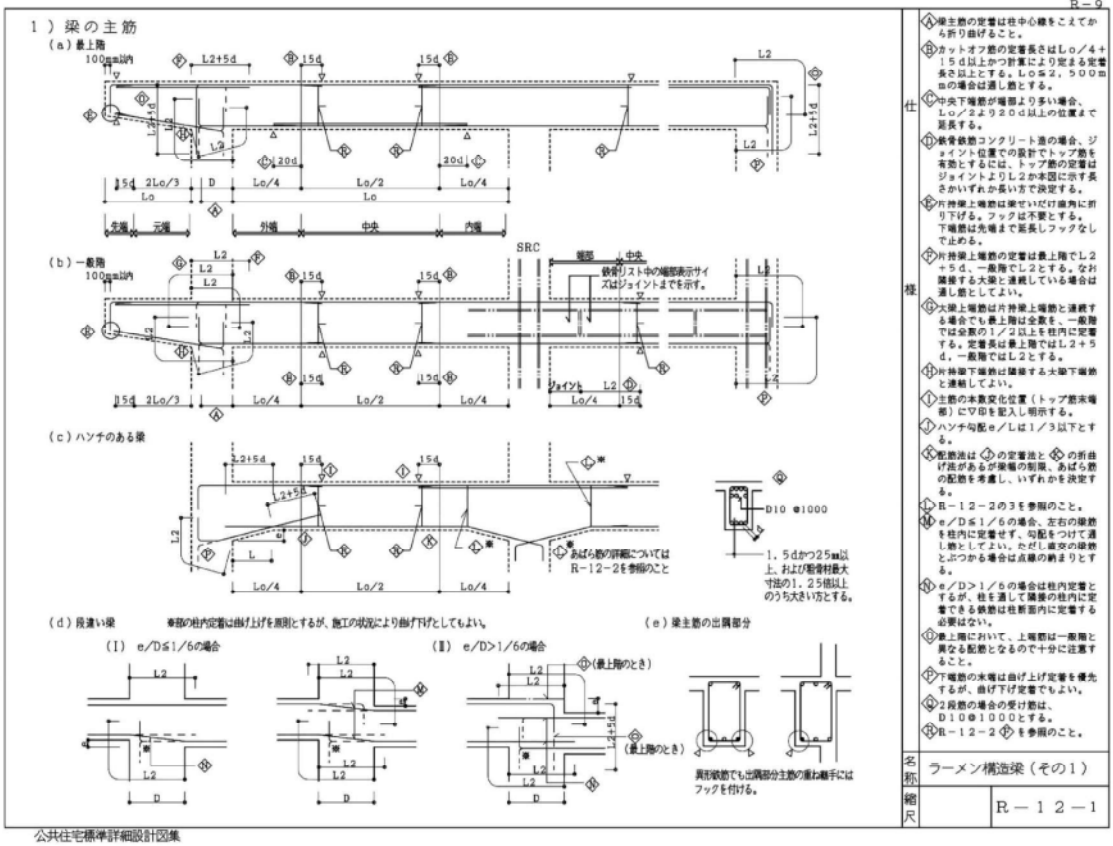 R-9
1)梁の主筋
(a)最上階
100mm以内
L2+5d
15d
15d
L2
L2+5d
L2+5d
L2
L2
20d
20d
15d 2Lo/3
D
Lo/4
Lo/2
Lo/4
Lo
Lo
先端
元端
外端
中央
内端
(b)一般階
SRC
端部
中央
100mm以内
L2
L2
15d
15d
鉄骨リスト中の端部表示サイ
ズはジョイントまでを示す。
L2
L2
L2
15d
15d
ジョイント
L2
L2
15d 2Lo/3
Lo/4
Lo/2
Lo/4
Lo/4
15d
(c)ハンチのある梁
L2+5d
15d
15d
L2+5d
L2
e
L
D10 @1000
あばら筋の詳細については
R-12-2を参照のこと
1.5dかつ25mm以
上、および粗骨材最大
寸法の1.25倍以上
のうち大きい方とする。
Lo/4
Lo/2
Lo/4
(d)段違い梁
※部の柱内定着は曲げ上げを原則とするが、施工の状況により曲げ下げとしてもよい。
(e)梁主筋の出隅部分
(Ⅰ) e/D≦1/6の場合
(Ⅱ) e/D>1/6の場合
L2
L2
L2
L2
(最上階のとき)
L2+5d
(最上階のとき)
※
※
※
L2
L2
L2
L2
L2
L2
D
D
D
異形鉄筋でも出隅部分主筋の重ね継手には
フックを付ける。
仕
様
A 梁主筋の定着は柱中心線をこえてか
ら折り曲げること。
B カットオフ筋の定着長さはLo/4+
15d以上かつ計算により定まる定着
長さ以上とする。Lo≦2,500m
mの場合は通し筋とする。
C 中央下端筋が端部より多い場合、
Lo/2より20d以上の位置まで
延長する。
D 鉄骨鉄筋コンクリート造の場合、ジ
ョイント位置での設計でトップ筋を
有効とするには、トップ筋の定着は
ジョイントよりL2か本図に示す長
さかいずれか長い方で決定する。
E 片持梁上端筋は梁せいだけ直角に折
り下げる。フックは不要とする。
下端筋は先端まで延長しフックなし
で止める。
F 片持梁上端筋の定着は最上階でL2
+5d、一般階でL2とする。なお
隣接する大梁と連続している場合は
通し筋としてよい。
G 大梁上端筋は片持梁上端筋と連続す
る場合でも最上階は全数を、一般階
では全数の1/2以上を柱内に定着
する。定着長は最上階ではL2+5
d、一般階ではL2とする。
H 片持梁下端筋は隣接する大梁下端筋
と連続してよい。
I 主筋の本数変化位置(トップ筋末端
部)に▽印を記入し明示する。
J ハンチ勾配e/Lは1/3以下とす
る。
K 配筋法はJの定着法とKの折曲
げ法があるが梁幅の制限、あばら筋
の配筋を考慮し、いずれかを決定す
る。
L R-12-2の3を参照のこと。
M e/D≦1/6の場合、左右の梁筋
を柱内に定着せず、勾配をつけて通
し筋としてよい。ただし直交の梁筋
とぶつかる場合は点線の納まりとす
る。
N e/D>1/6の場合は柱内定着と
するが、柱を通して隣接の柱内に定
着できる鉄筋は柱断面内に定着する
必要はない。
O 最上階において、上端筋は一般階と
異なる配筋となるので十分に注意す
ること。
P 下端筋の末端は曲げ上げ定着を優先
するが、曲げ下げ定着でもよい。
Q 2段筋の場合の受け筋は、
D10@1000とする。
R R-12-2Pを参照のこと。
名称
ラーメン構造梁(その1)
縮尺
R-12-1
公共住宅標準詳細設計図集